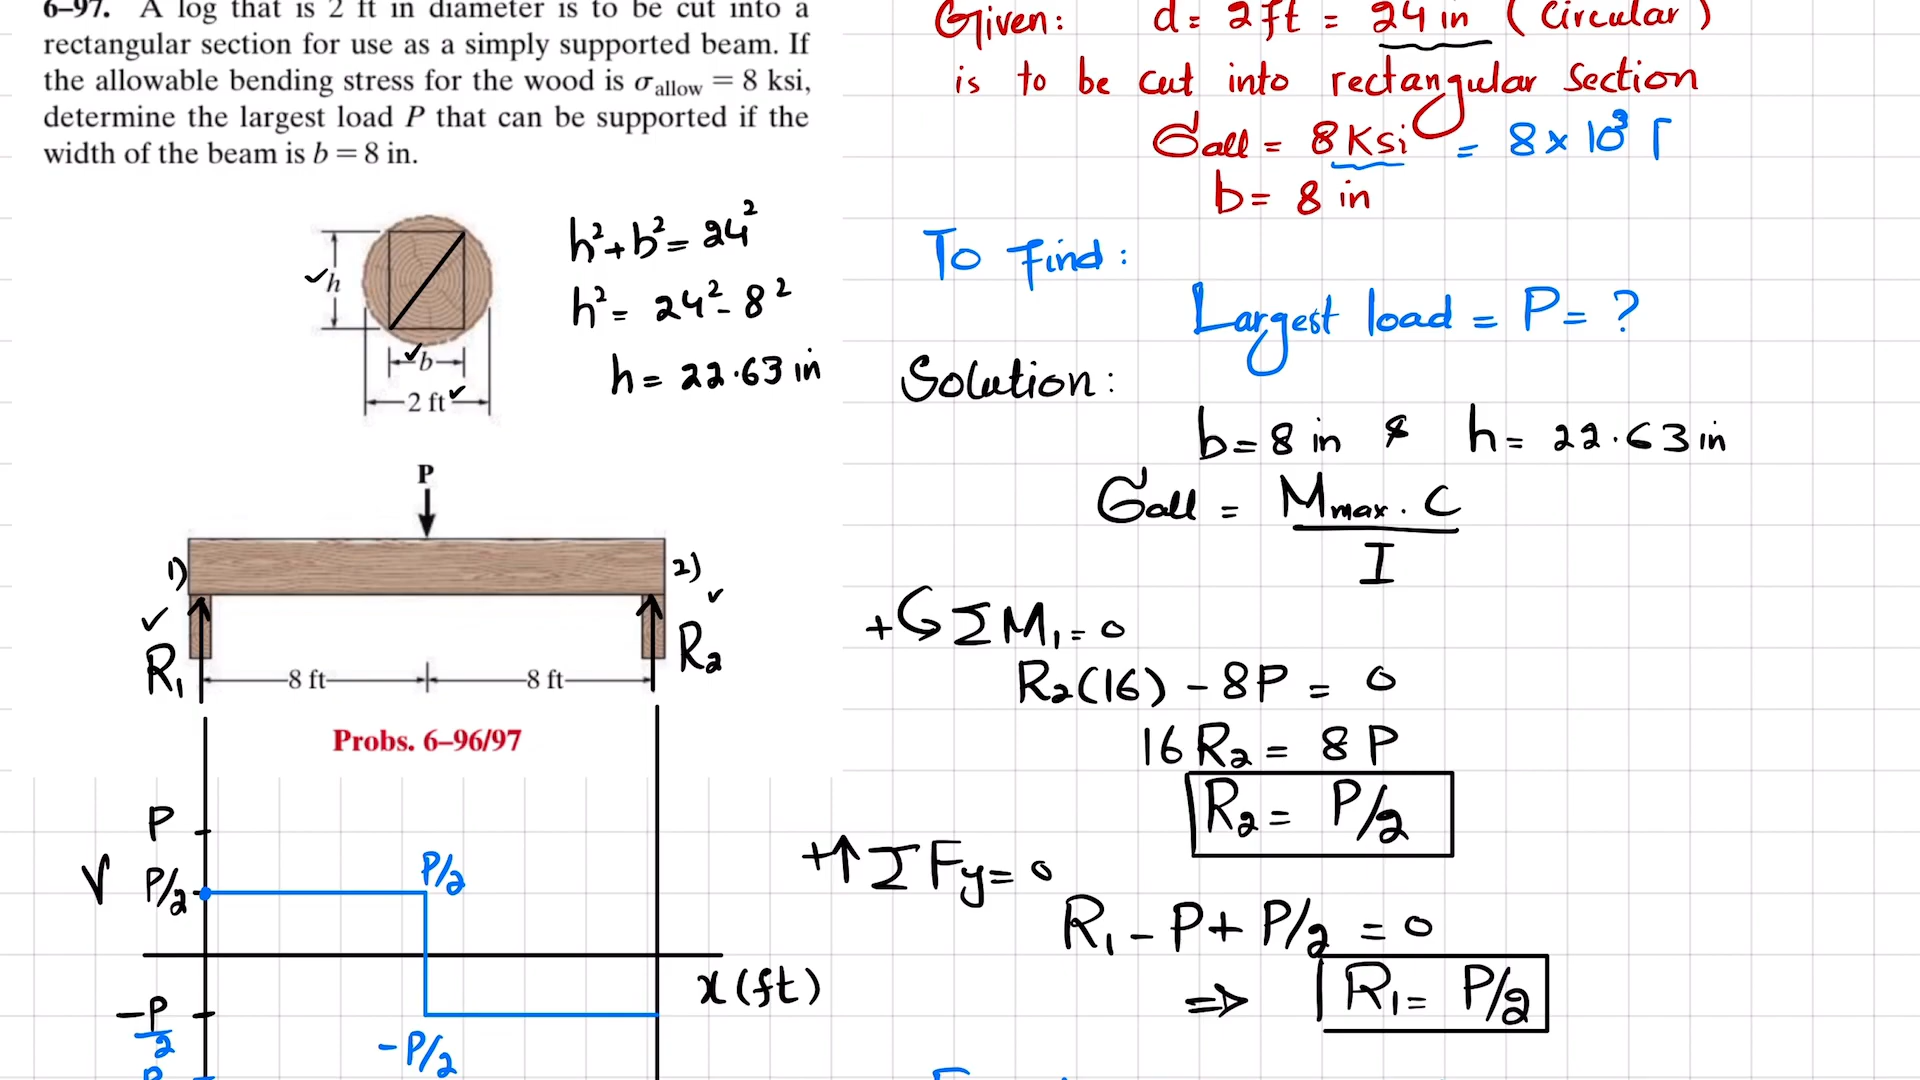 6–97. A log that is 2 ft in diameter is to be cut into a
rectangular section for use as a simply supported beam. If
the allowable bending stress for the wood is σallow = 8 ksi,
determine the largest load P that can be supported if the
width of the beam is b = 8 in.
h
b
2 ft
h²+b²= 24²
h²= 24²-8²
h= 22.63 in
P
1)
2)
R₁
R₂
8 ft
8 ft
Probs. 6–96/97
P
V
P/2
P/2
x(ft)
-P/2
-P/2
Given: d= 2ft = 24 in (Circular)
is to be cut into rectangular Section
σall = 8Ksi = 8×10³
b= 8 in
To Find:
Largest load = P= ?
Solution:
b= 8 in & h= 22.63 in
σall = Mmax. C / I
+↺ ΣM₁=0
R₂(16) - 8P = 0
16R₂= 8P
R₂= P/2
+↑ΣFy=0
R₁-P+P/2 =0
⇒ R₁= P/2